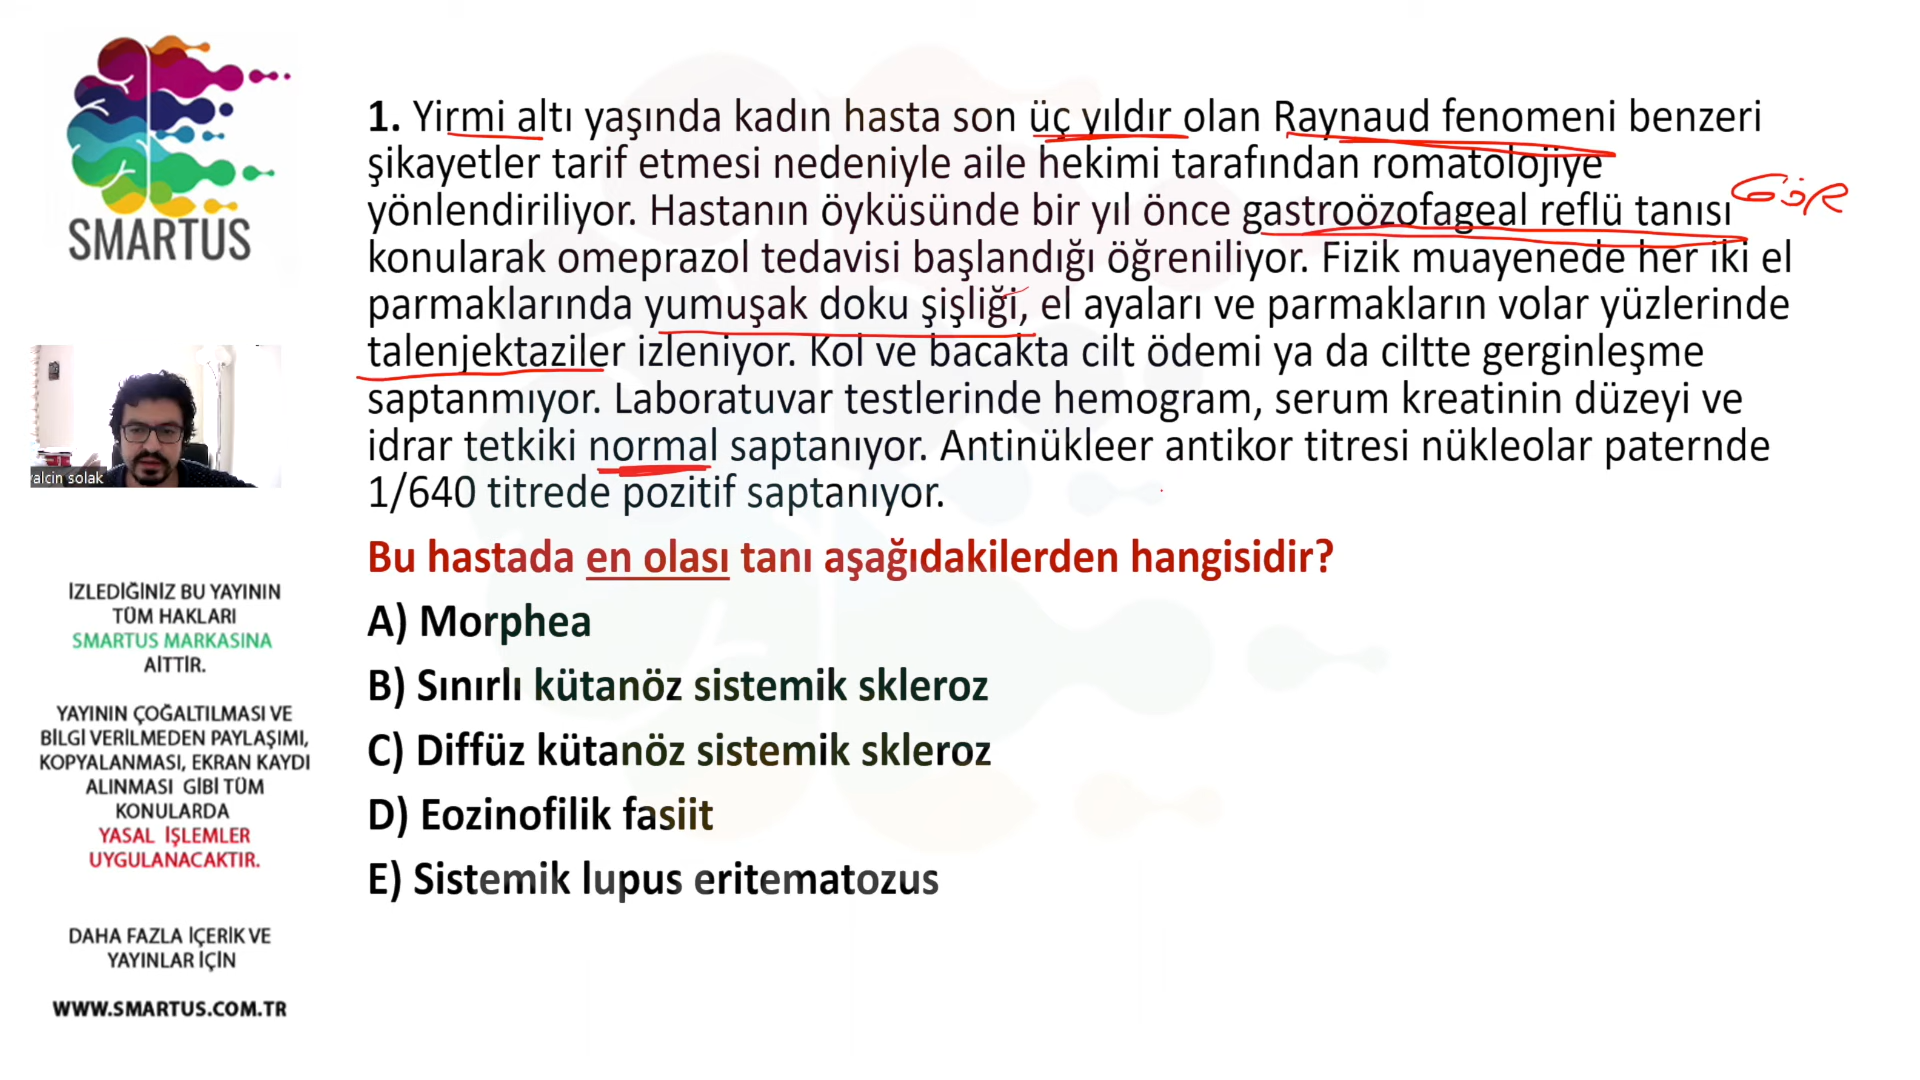 SMARTUS
1. Yirmi altı yaşında kadın hasta son üç yıldır olan Raynaud fenomeni benzeri
şikayetler tarif etmesi nedeniyle aile hekimi tarafından romatolojiye
yönlendiriliyor. Hastanın öyküsünde bir yıl önce gastroözofageal reflü tanısı
GÖR
konularak omeprazol tedavisi başlandığı öğreniliyor. Fizik muayenede her iki el
parmaklarında yumuşak doku şişliği, el ayaları ve parmakların volar yüzlerinde
talenjektaziler izleniyor. Kol ve bacakta cilt ödemi ya da ciltte gerginleşme
saptanmıyor. Laboratuvar testlerinde hemogram, serum kreatinin düzeyi ve
idrar tetkiki normal saptanıyor. Antinükleer antikor titresi nükleolar paternde
1/640 titrede pozitif saptanıyor.
Bu hastada en olası tanı aşağıdakilerden hangisidir?
A) Morphea
B) Sınırlı kütanöz sistemik skleroz
C) Diffüz kütanöz sistemik skleroz
D) Eozinofilik fasiit
E) Sistemik lupus eritematozus
alcin solak
İZLEDİĞİNİZ BU YAYININ
TÜM HAKLARI
SMARTUS MARKASINA
AİTTİR.
YAYININ ÇOĞALTILMASI VE
BİLGİ VERİLMEDEN PAYLAŞIMI,
KOPYALANMASI, EKRAN KAYDI
ALINMASI GİBİ TÜM
KONULARDA
YASAL İŞLEMLER
UYGULANACAKTIR.
DAHA FAZLA İÇERİK VE
YAYINLAR İÇİN
WWW.SMARTUS.COM.TR